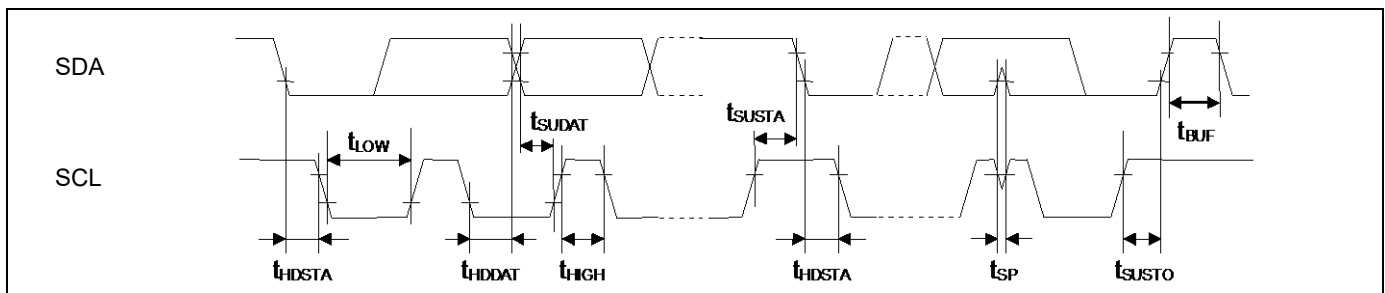 SDA
tSUDAT
tSUSTA
tBUF
tLOW
SCL
tHDSTA
tHDDAT
tHIGH
tHDSTA
tSP
tSUSTO